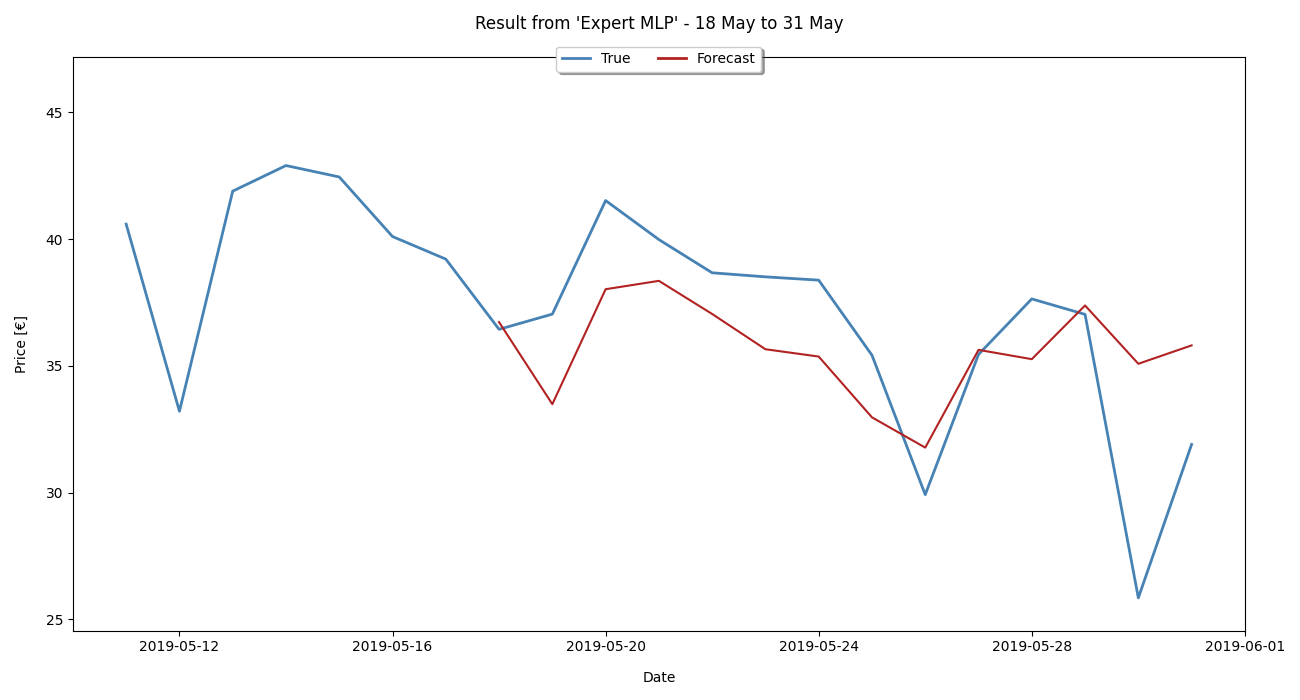 Result from 'Expert MLP' - 18 May to 31 May
True Forecast
45
40
35
30
25
Price [€]
2019-05-12 2019-05-16 2019-05-20 2019-05-24 2019-05-28 2019-06-01
Date